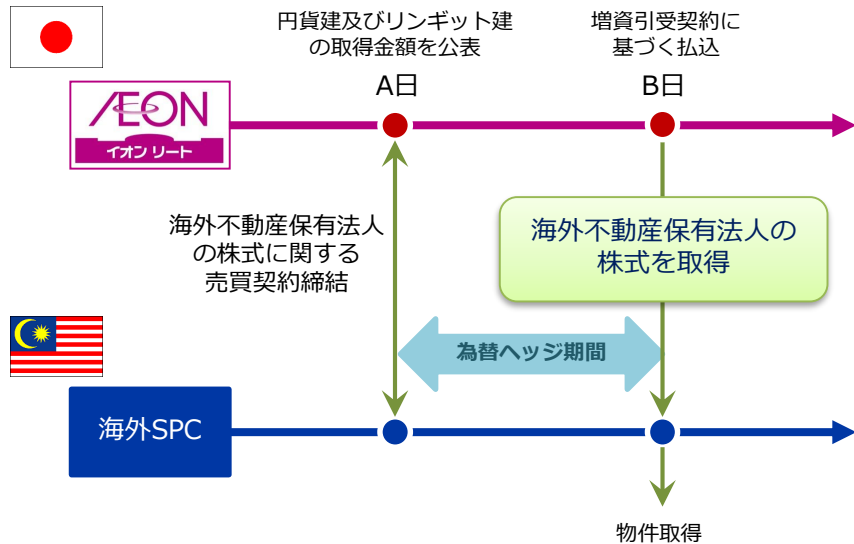 円貨建及びリンギット建
の取得金額を公表
増資引受契約に
基づく払込
A日
B日
ÆON
イオン リート
海外不動産保有法人
の株式に関する
売買契約締結
海外不動産保有法人の
株式を取得
為替ヘッジ期間
海外SPC
物件取得